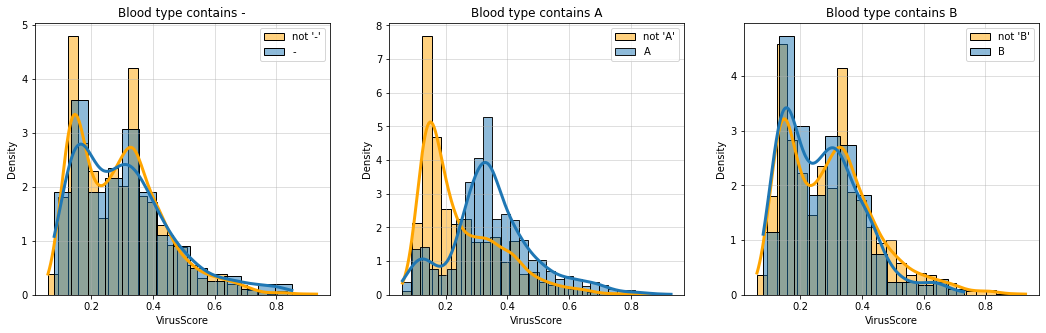 Blood type contains -
not '-'
-
Density
5
4
3
2
1
0
0.2 0.4 0.6 0.8
VirusScore
Blood type contains A
not 'A'
A
Density
8
7
6
5
4
3
2
1
0
0.2 0.4 0.6 0.8
VirusScore
Blood type contains B
not 'B'
B
Density
4
3
2
1
0
0.2 0.4 0.6 0.8
VirusScore